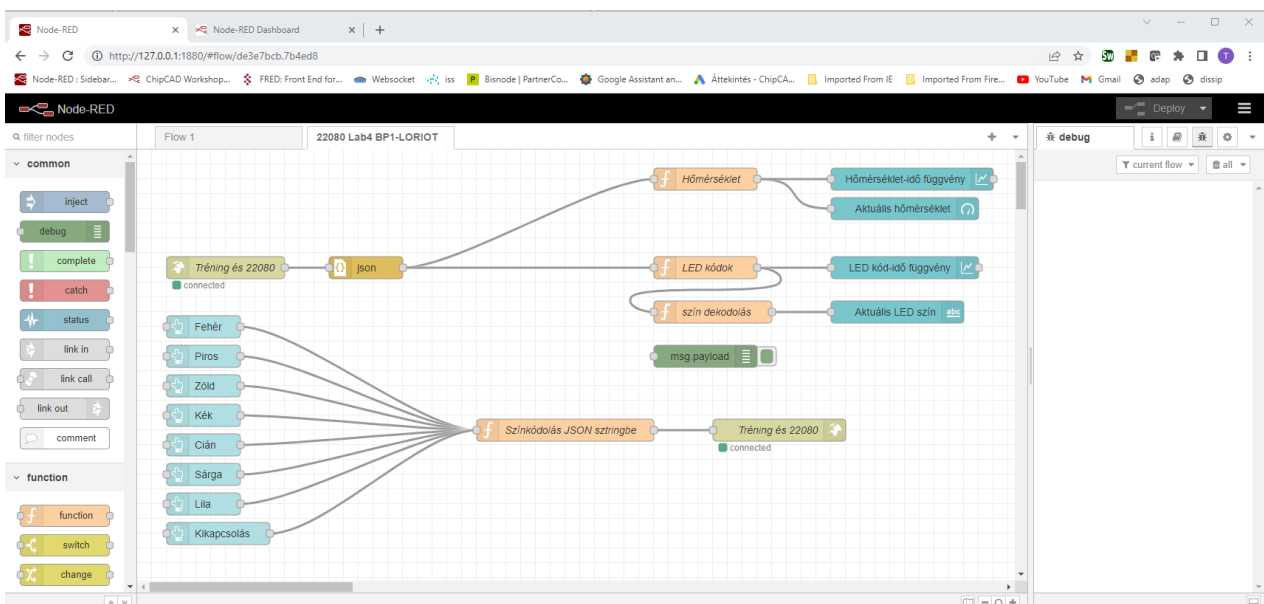 Node-RED
Node-RED Dashboard
http://127.0.0.1:1880/#flow/de3e7bcb.7b4ed8
Node-RED : Sidebar... ChipCAD Workshop... FRED: Front End for... Websocket iss Bisnode | PartnerCo... Google Assistant an... Áttekintés - ChipCA... Imported From IE Imported From Fire... YouTube Gmail adap dissip
Node-RED Deploy
filter nodes
Flow 1
22080 Lab4 BP1-LORIOT
debug
current flow
all
common
inject
debug
complete
catch
status
link in
link call
link out
comment
function
function
switch
change
Hőmérséklet
Hőmérséklet-idő függvény
Aktuális hőmérséklet
Tréning és 22080
connected
json
LED kódok
LED kód-idő függvény
szín dekodolás
Aktuális LED szín
abc
msg.payload
Fehér
Piros
Zöld
Kék
Cián
Sárga
Lila
Kikapcsolás
Színkódolás JSON sztringbe
Tréning és 22080
connected